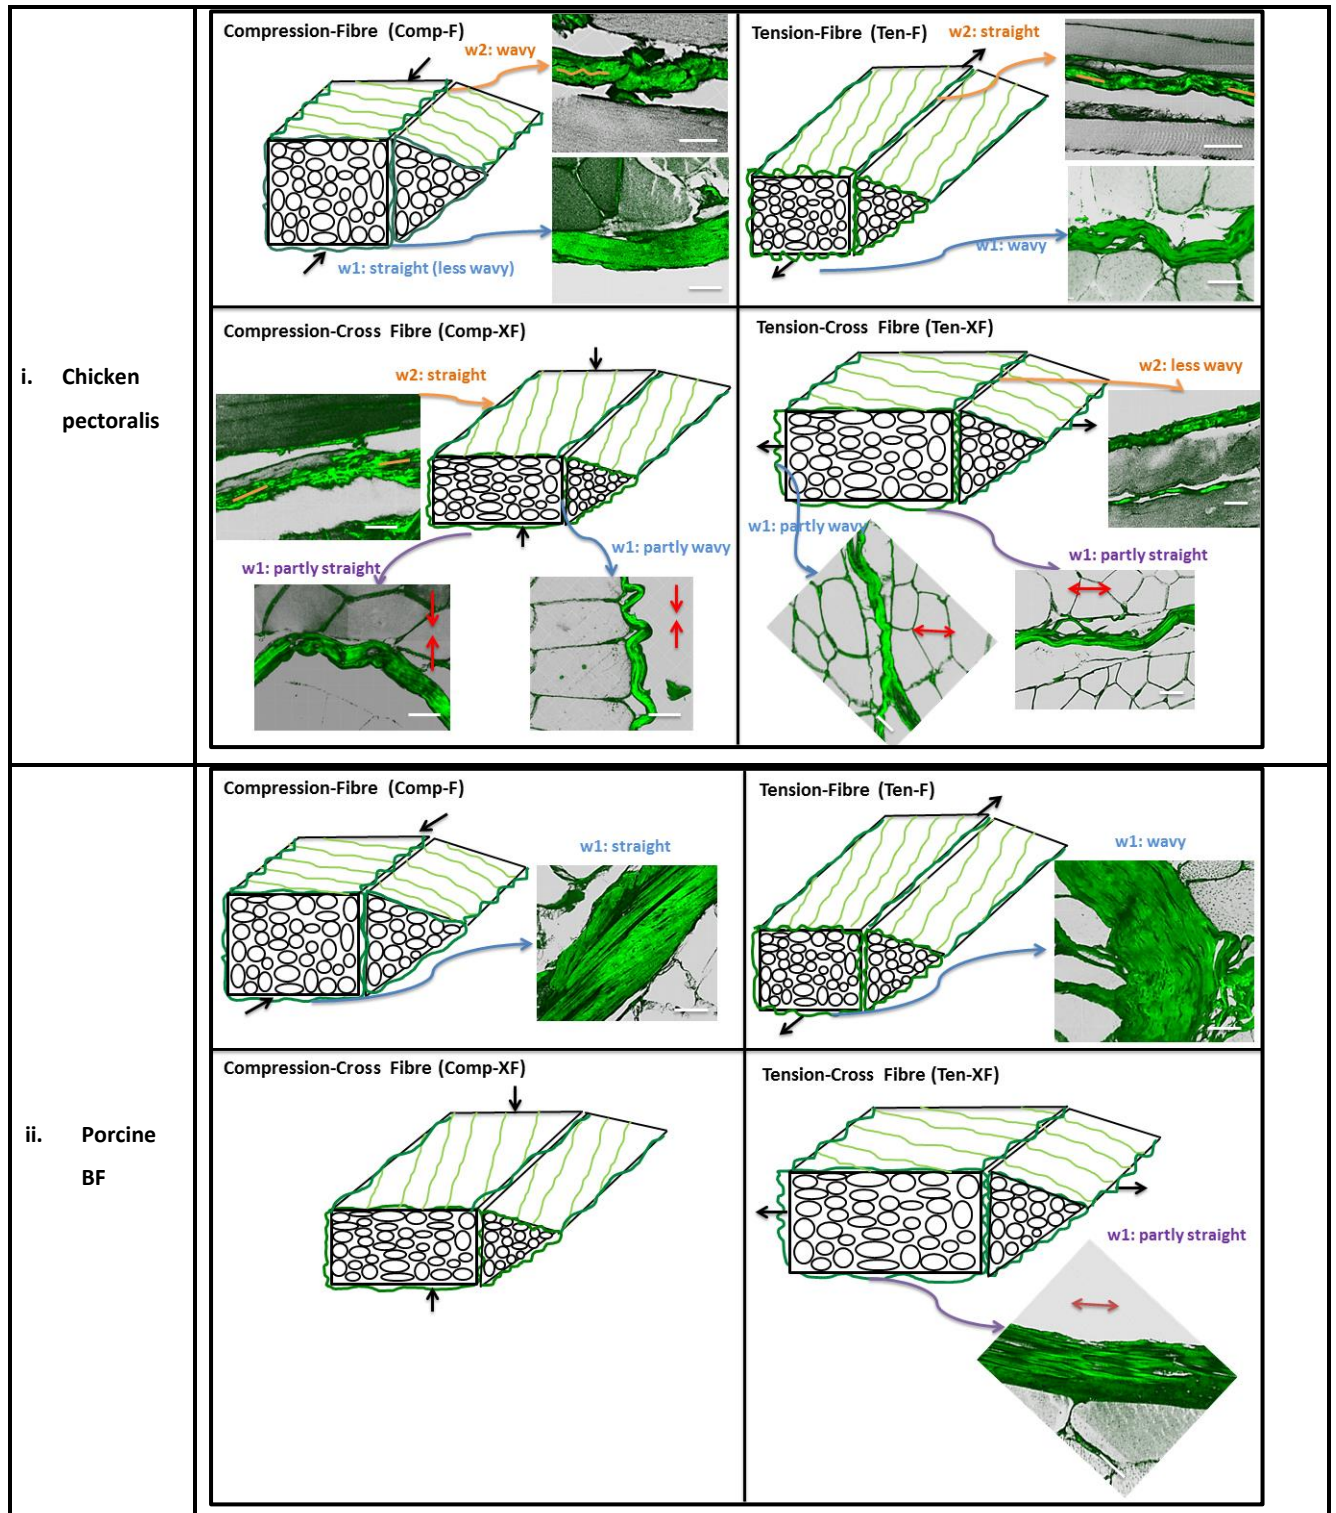 i. Chicken
pectoralis
Compression-Fibre (Comp-F)
w2: wavy
w1: straight (less wavy)
Tension-Fibre (Ten-F)
w2: straight
w1: wavy
Compression-Cross Fibre (Comp-XF)
w2: straight
w1: partly straight
w1: partly wavy
Tension-Cross Fibre (Ten-XF)
w2: less wavy
w1: partly wavy
w1: partly straight
ii. Porcine
BF
Compression-Fibre (Comp-F)
w1: straight
Tension-Fibre (Ten-F)
w1: wavy
Compression-Cross Fibre (Comp-XF)
Tension-Cross Fibre (Ten-XF)
w1: partly straight